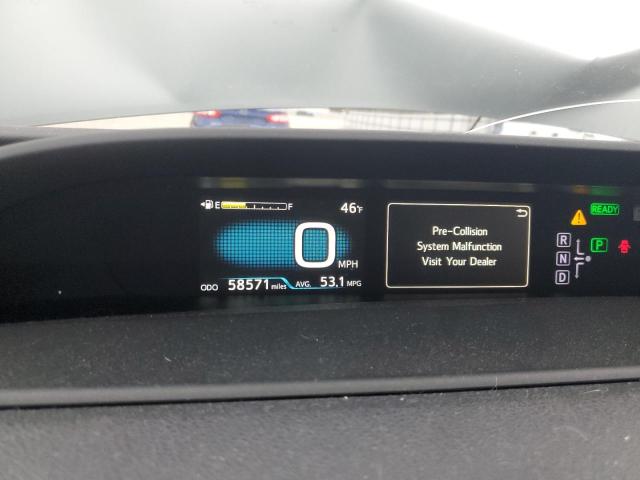 E F
46°F
0 MPH
ODO 58571 miles AVG. 53.1 MPG
Pre-Collision
System Malfunction
Visit Your Dealer
READY
R
P
N
D